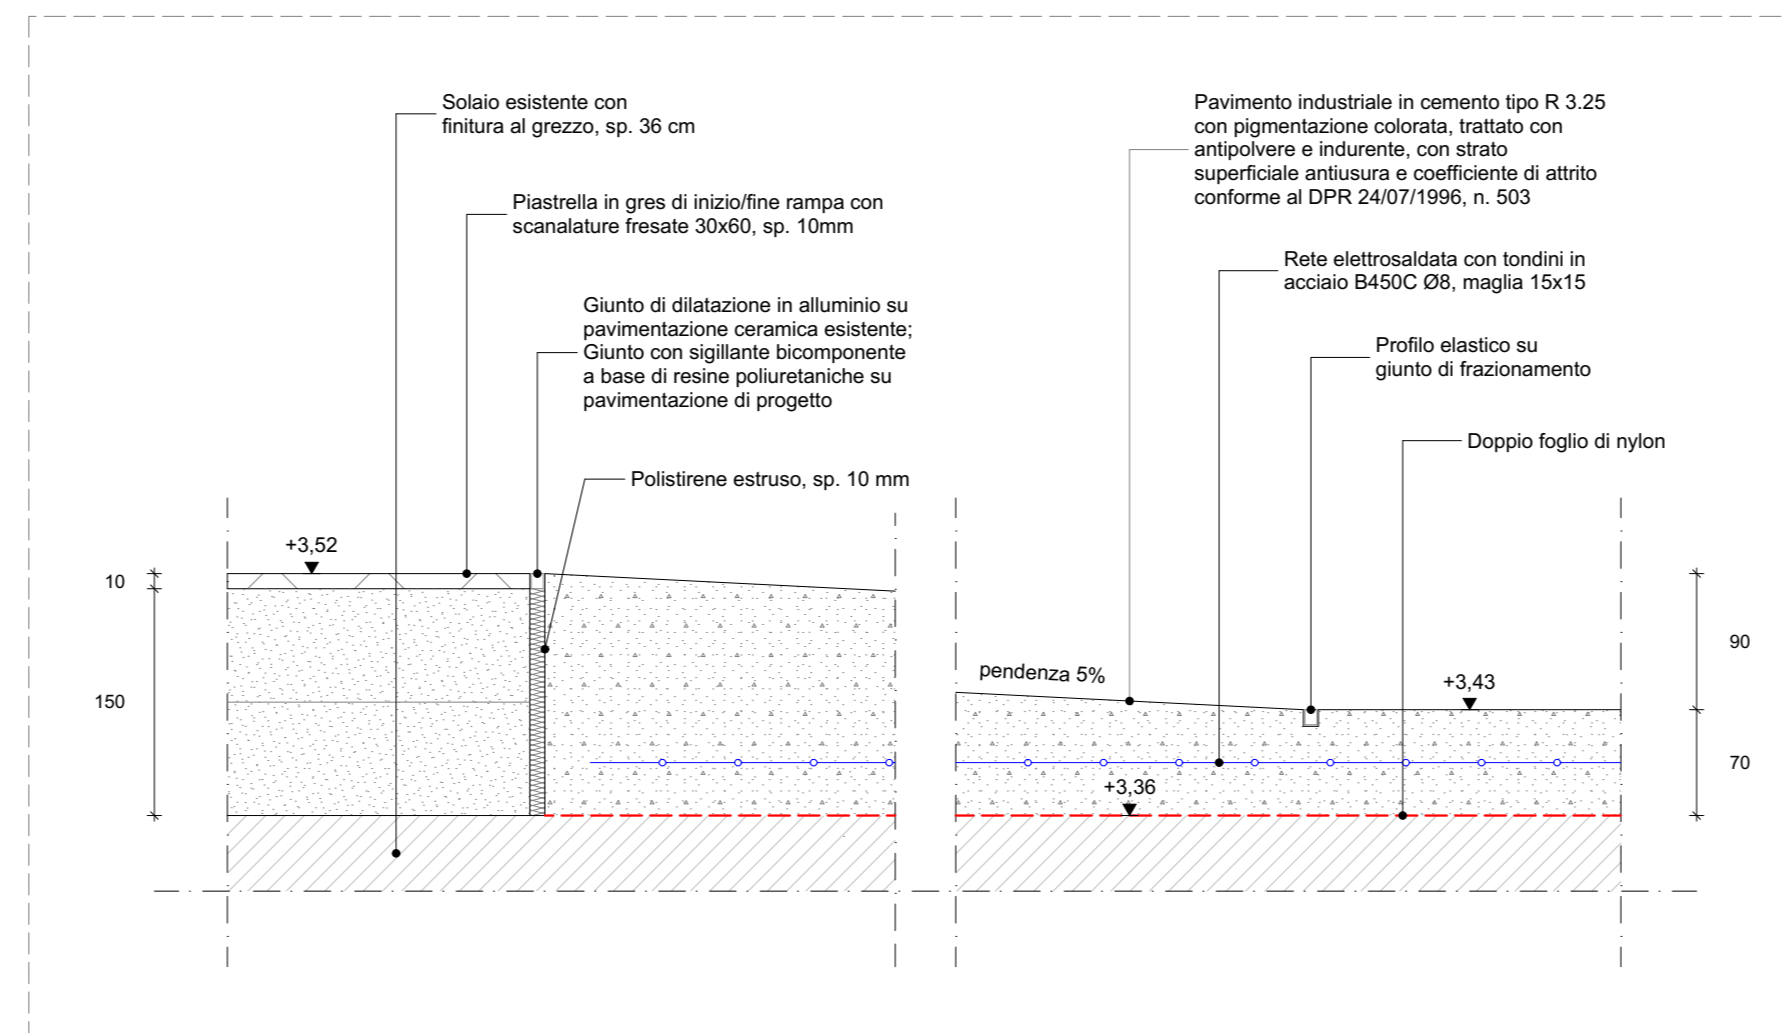 Solaio esistente con
finitura al grezzo, sp. 36 cm
Piastrella in gres di inizio/fine rampa con
scanalature fresate 30x60, sp. 10mm
Giunto di dilatazione in alluminio su
pavimentazione ceramica esistente;
Giunto con sigillante bicomponente
a base di resine poliuretaniche su
pavimentazione di progetto
Polistirene estruso, sp. 10 mm
Pavimento industriale in cemento tipo R 3.25
con pigmentazione colorata, trattato con
antipolvere e indurente, con strato
superficiale antiusura e coefficiente di attrito
conforme al DPR 24/07/1996, n. 503
Rete elettrosaldata con tondini in
acciaio B450C Ø8, maglia 15x15
Profilo elastico su
giunto di frazionamento
Doppio foglio di nylon
+3,52
10
150
pendenza 5%
+3,43
+3,36
90
70